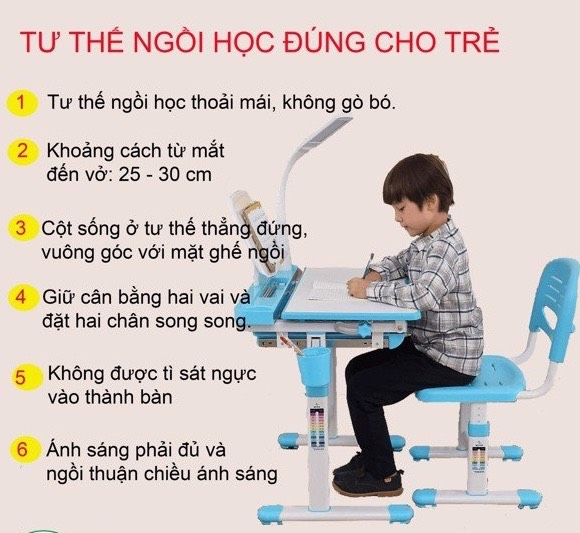 TƯ THẾ NGỒI HỌC ĐÚNG CHO TRẺ
1 Tư thế ngồi học thoải mái, không gò bó.
2 Khoảng cách từ mắt
đến vở: 25 - 30 cm
3 Cột sống ở tư thế thẳng đứng,
vuông góc với mặt ghế ngồi
4 Giữ cân bằng hai vai và
đặt hai chân song song.
5 Không được tì sát ngực
vào thành bàn
6 Ánh sáng phải đủ và
ngồi thuận chiều ánh sáng